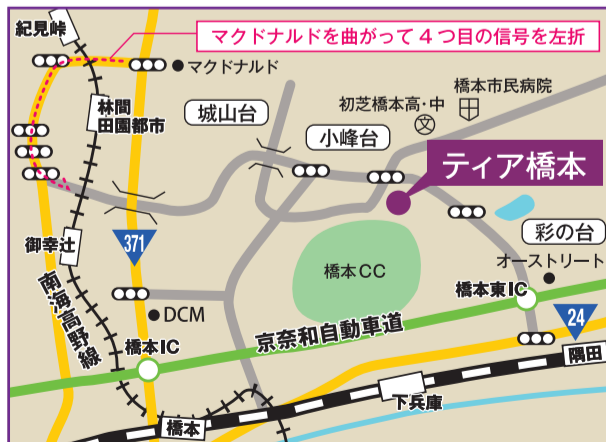 紀見峠
マクドナルドを曲がって4つ目の信号を左折
マクドナルド
林間
田園都市
城山台
初芝橋本高・中
文
橋本市民病院
小峰台
ティア橋本
御幸辻
371
南海高野線
橋本CC
彩の台
オーストリート
橋本東IC
DCM
24
京奈和自動車道
橋本IC
隅田
下兵庫
橋本